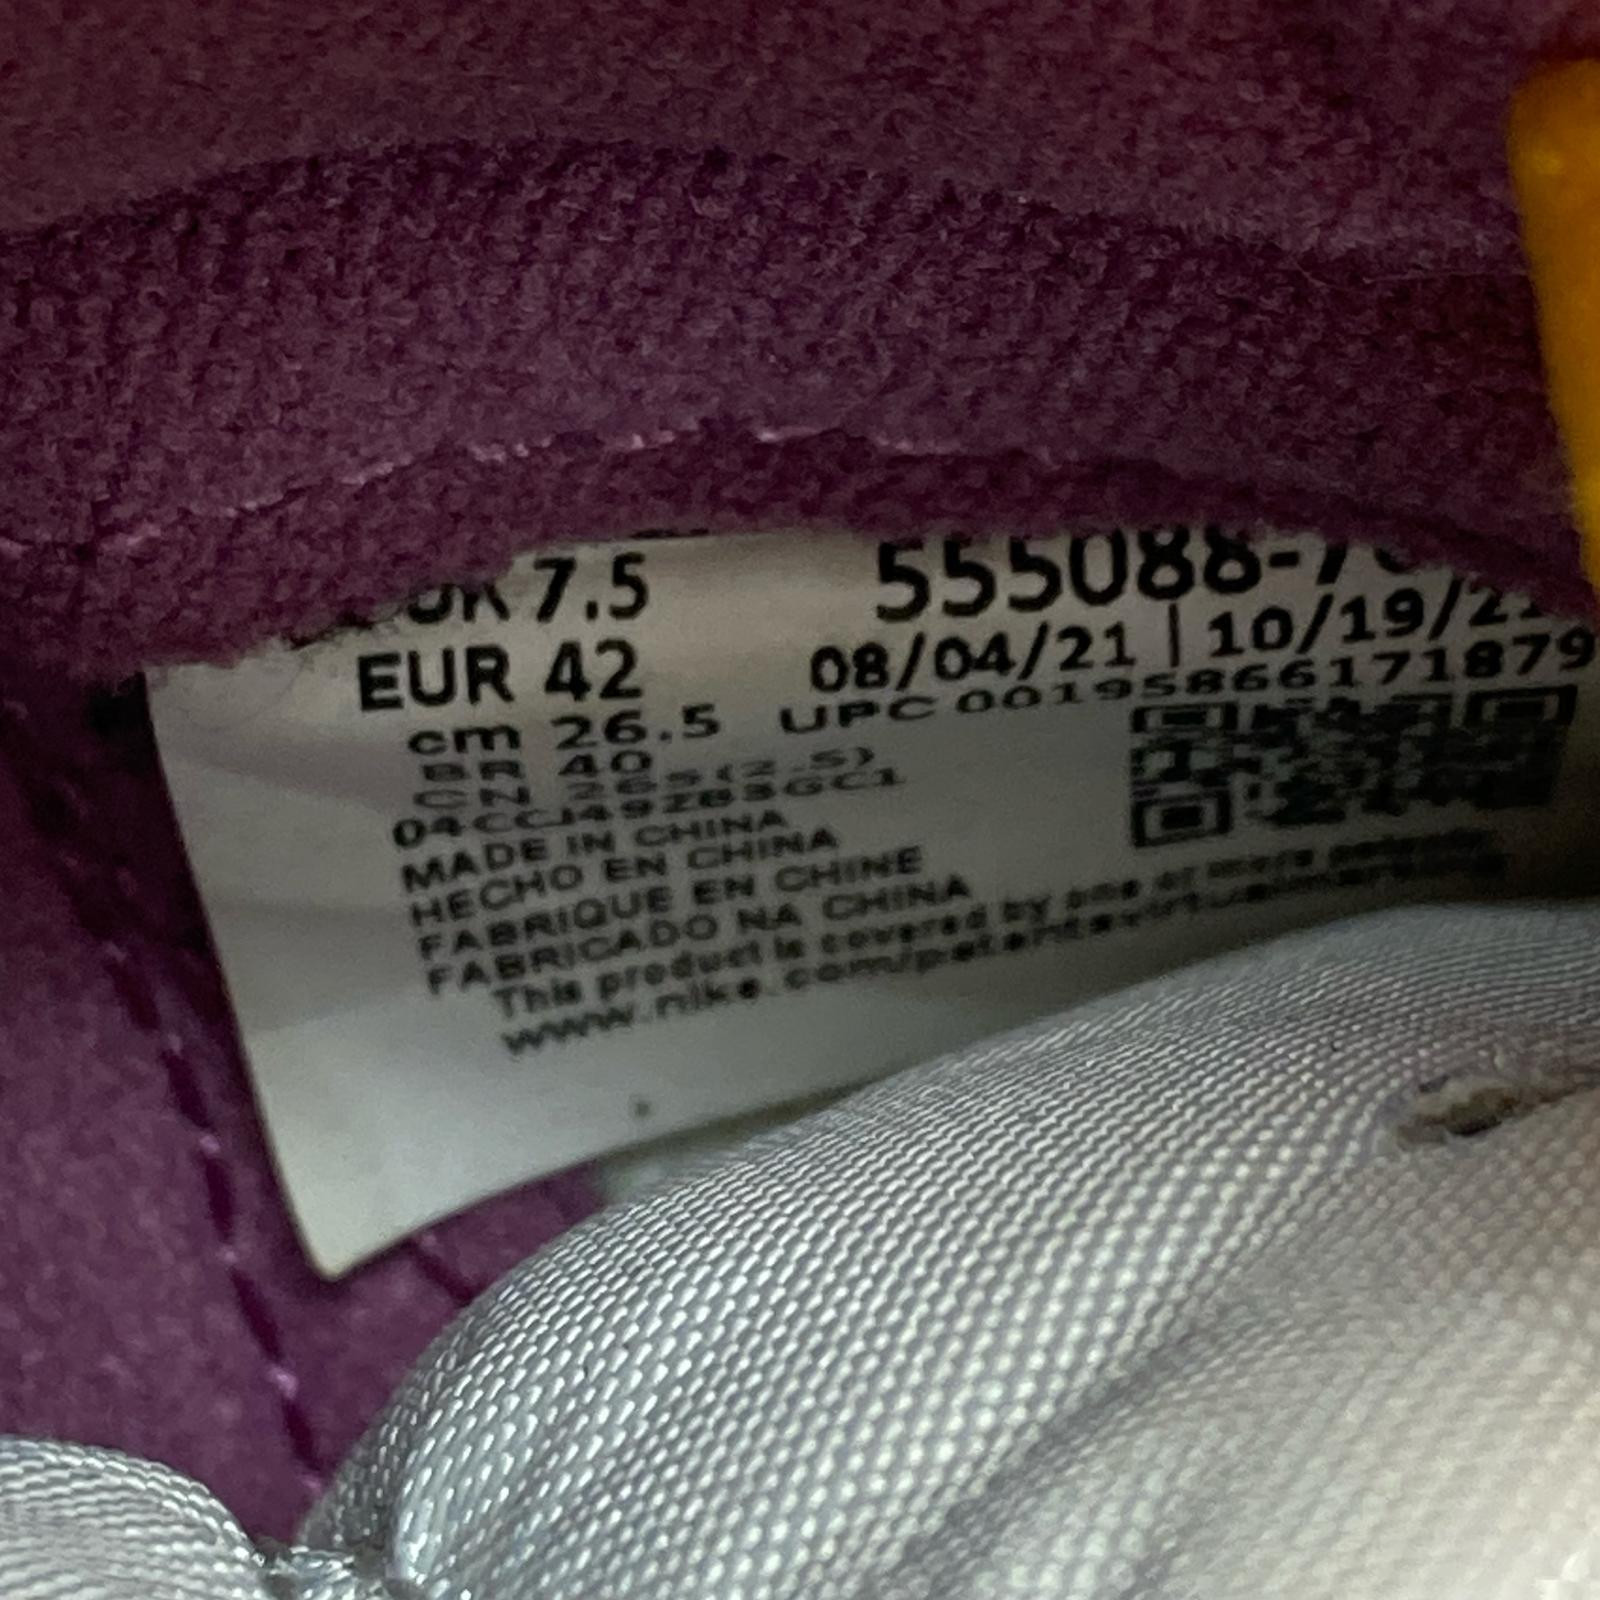 UK 7.5
555088-7
EUR 42
08/04/21 | 10/19/21
cm 26.5
UPC 00195866171879
BR 40
CN 265(2.5)
MADE IN CHINA
HECHO EN CHINA
FABRIQUE EN CHINE
FABRICADO NA CHINA
This product is covered by one or more patents
www.nike.com/patentsvirtualmarking